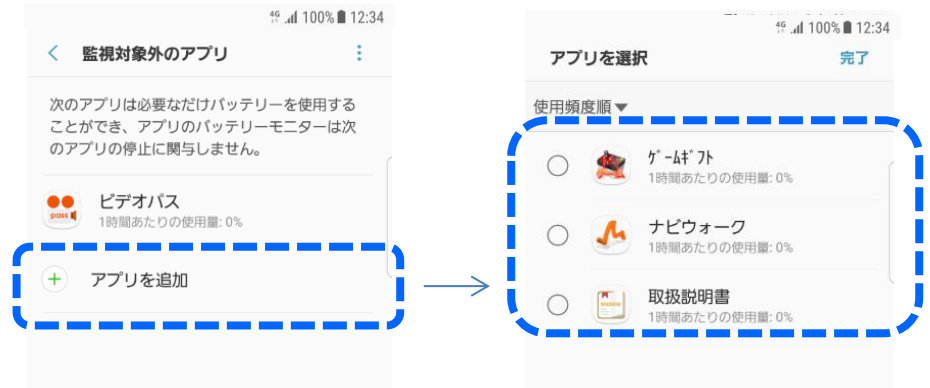 4G 100% 12:34
監視対象外のアプリ
次のアプリは必要なだけバッテリーを使用する
ことができ、アプリのバッテリーモニターは次
のアプリの停止に関与しません。
pass
ビデオパス
1時間あたりの使用量: 0%
アプリを追加
4G 100% 12:34
アプリを選択
完了
使用頻度順▼
ｹﾞｰﾑｷﾞﾌﾄ
1時間あたりの使用量: 0%
ナビウォーク
1時間あたりの使用量: 0%
取扱説明書
1時間あたりの使用量: 0%